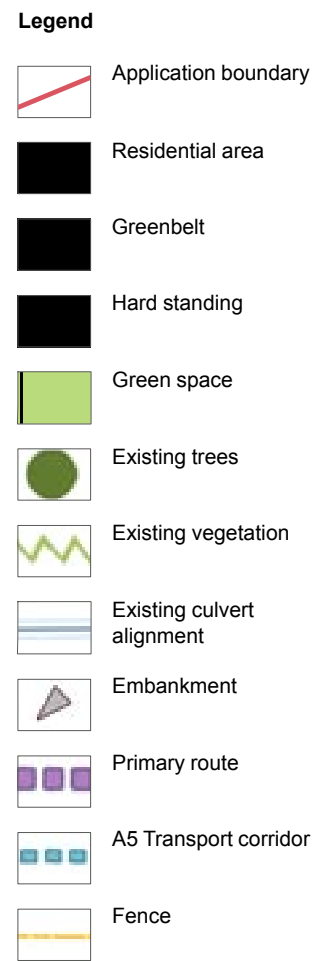 Legend
Application boundary
Residential area
Greenbelt
Hard standing
Green space
Existing trees
Existing vegetation
Existing culvert
alignment
Embankment
Primary route
A5 Transport corridor
Fence